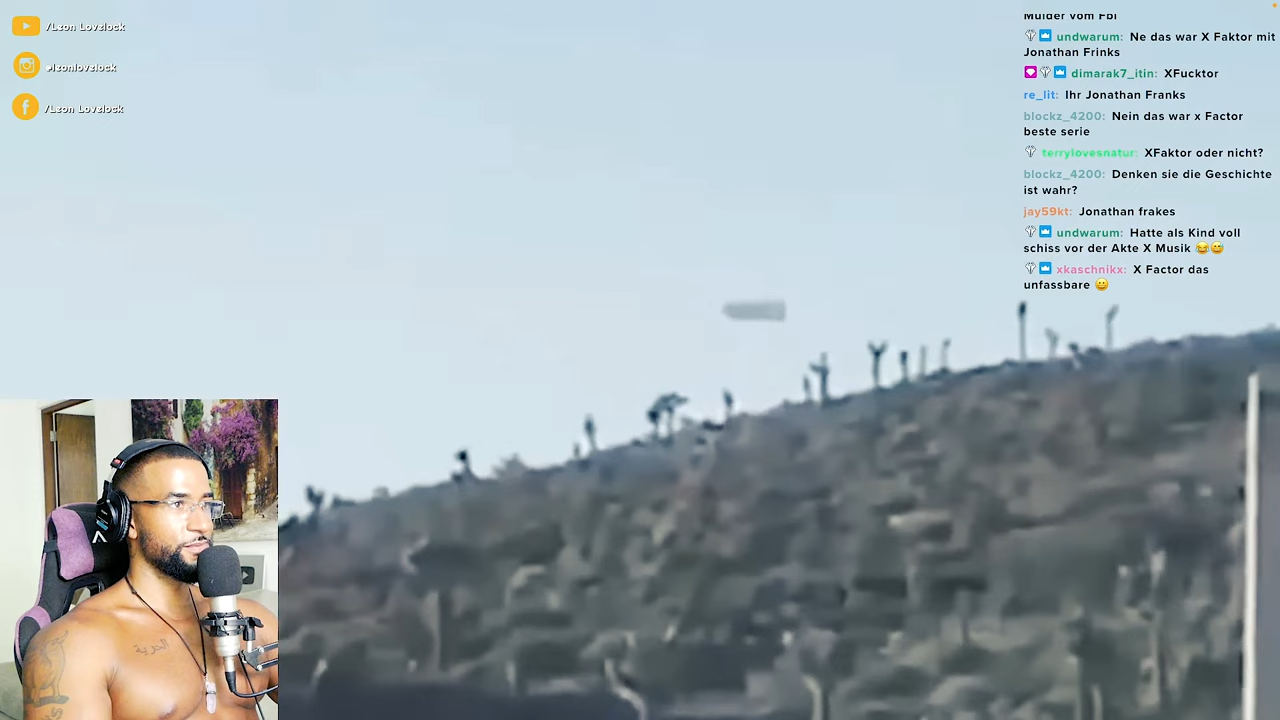 /Leon Lovelock
@leonlovelock
/Leon Lovelock
Mulder vom Fbi
undwarum: Ne das war X Faktor mit
Jonathan Frinks
dimarak7_itin: XFucktor
re_lit: Ihr Jonathan Franks
blockz_4200: Nein das war x Factor
beste serie
terrylovesnatur: XFaktor oder nicht?
blockz_4200: Denken sie die Geschichte
ist wahr?
jay59kt: Jonathan frakes
undwarum: Hatte als Kind voll
schiss vor der Akte X Musik 😂😅
xkaschnikx: X Factor das
unfassbare 😀
الحرية